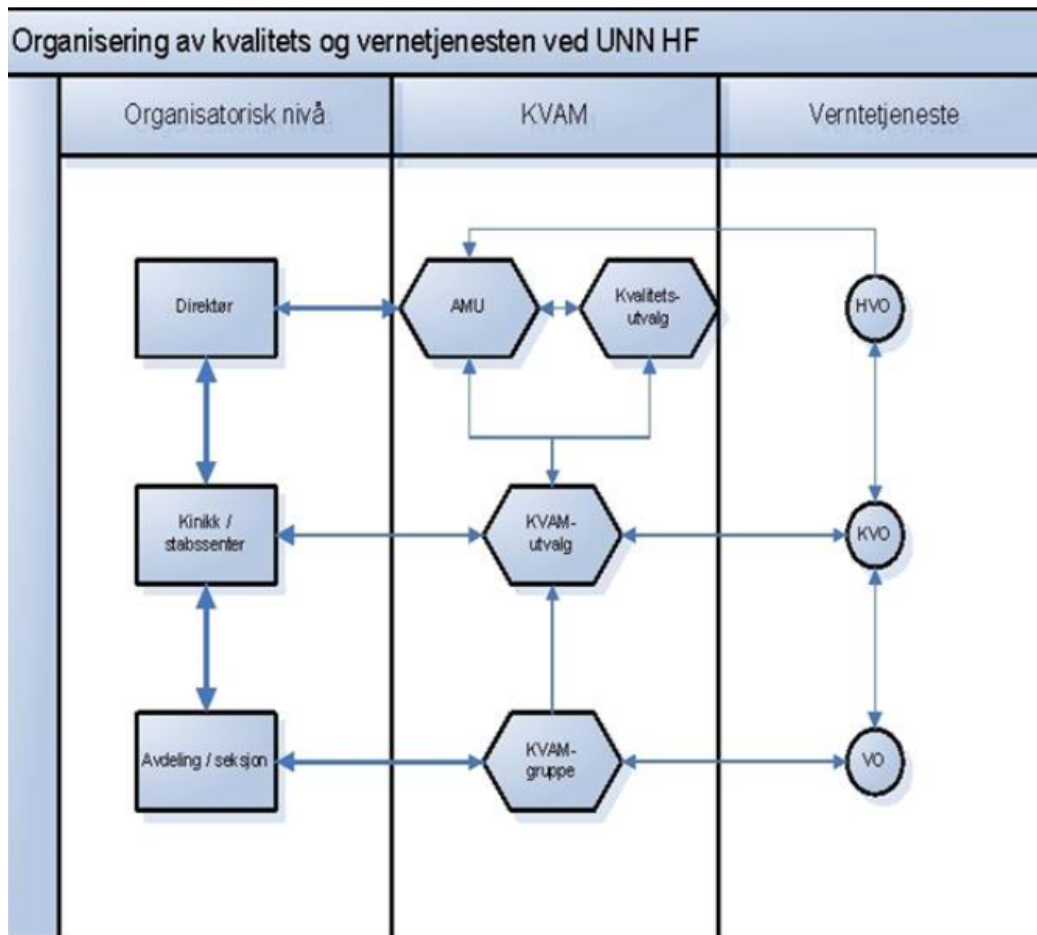 Organisering av kvalitets og vernetjenesten ved UNN HF
Organisatorisk nivå
KVAM
Verntetjeneste
Direktør
AMU
Kvalitets-
utvalg
HVO
Kinikk /
stabssenter
KVAM-
utvalg
KVO
Avdeling / seksjon
KVAM-
gruppe
VO